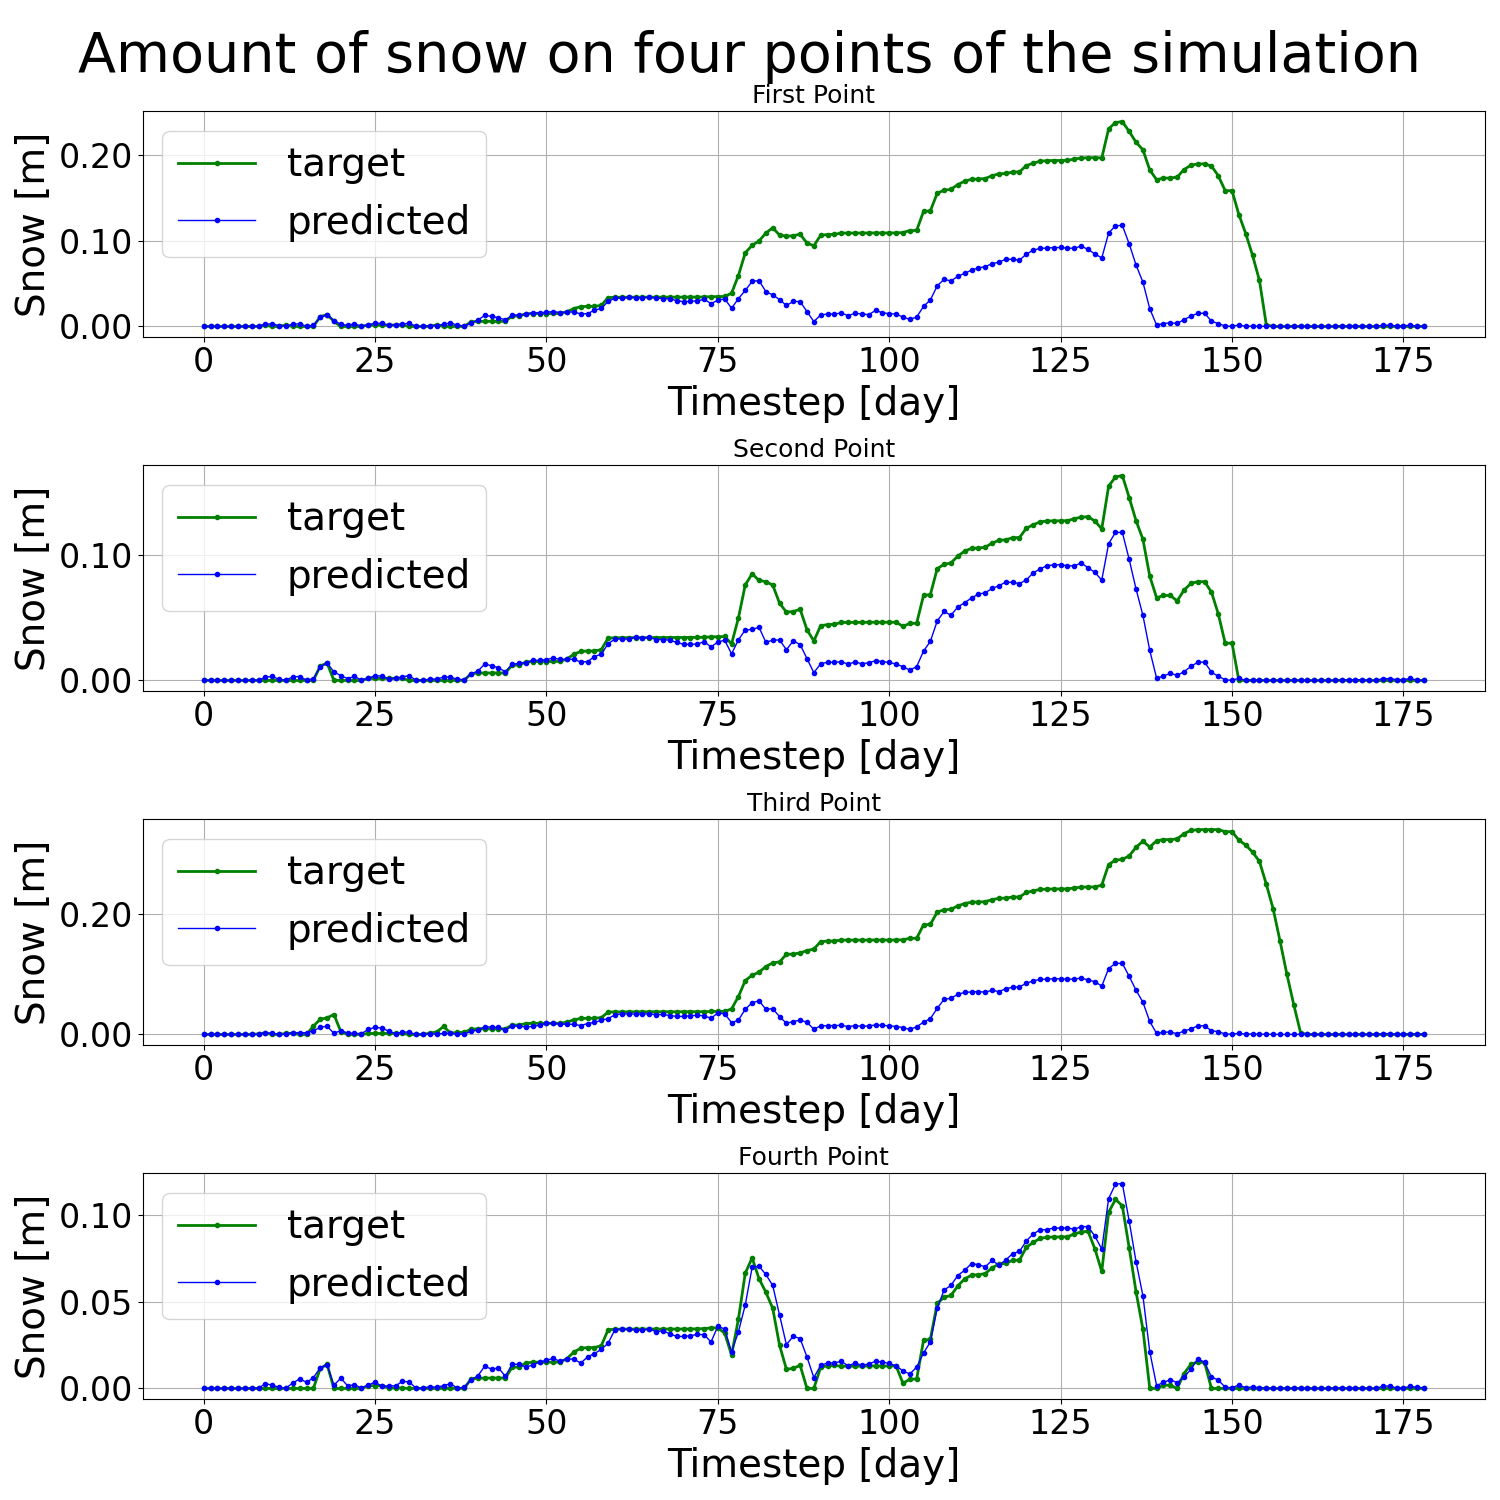 Amount of snow on four points of the simulation
First Point
Snow [m]
0.20
0.10
0.00
target
predicted
0 25 50 75 100 125 150 175
Timestep [day]
Second Point
Snow [m]
0.10
0.00
target
predicted
0 25 50 75 100 125 150 175
Timestep [day]
Third Point
Snow [m]
0.20
0.00
target
predicted
0 25 50 75 100 125 150 175
Timestep [day]
Fourth Point
Snow [m]
0.10
0.05
0.00
target
predicted
0 25 50 75 100 125 150 175
Timestep [day]